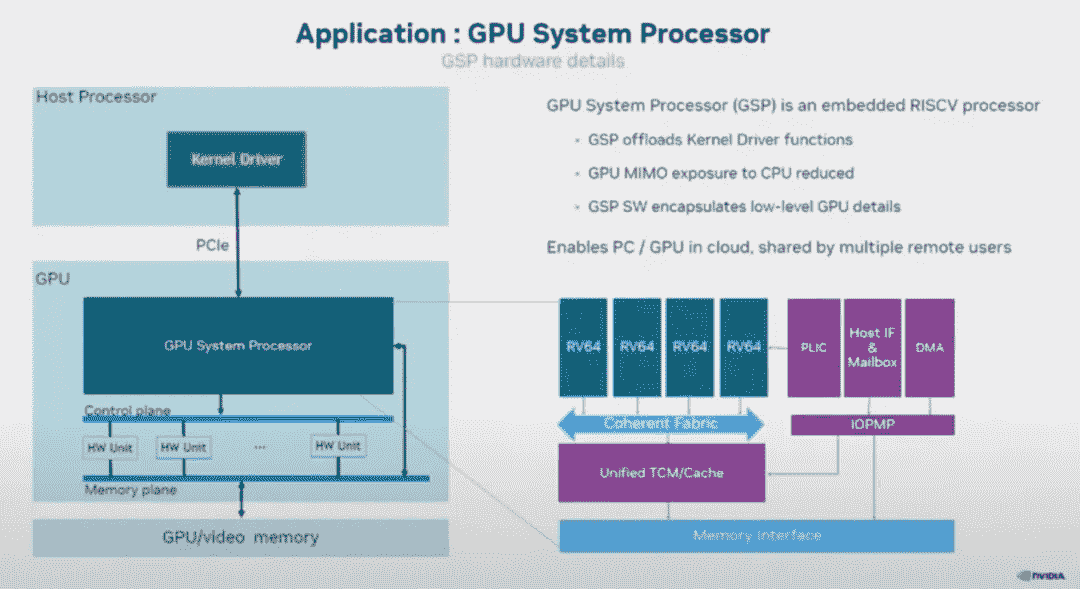 Application : GPU System Processor
GSP hardware details
Host Processor
Kernel Driver
PCIe
GPU
GPU System Processor
Control plane
HW Unit
HW Unit
...
HW Unit
Memory plane
GPU/video memory
GPU System Processor (GSP) is an embedded RISCV processor
• GSP offloads Kernel Driver functions
• GPU MIMO exposure to CPU reduced
• GSP SW encapsulates low-level GPU details
Enables PC / GPU in cloud, shared by multiple remote users
RV64
RV64
RV64
RV64
PLIC
Host IF
&
Mailbox
DMA
Coherent Fabric
IOPMP
Unified TCM/Cache
Memory Interface
NVIDIA